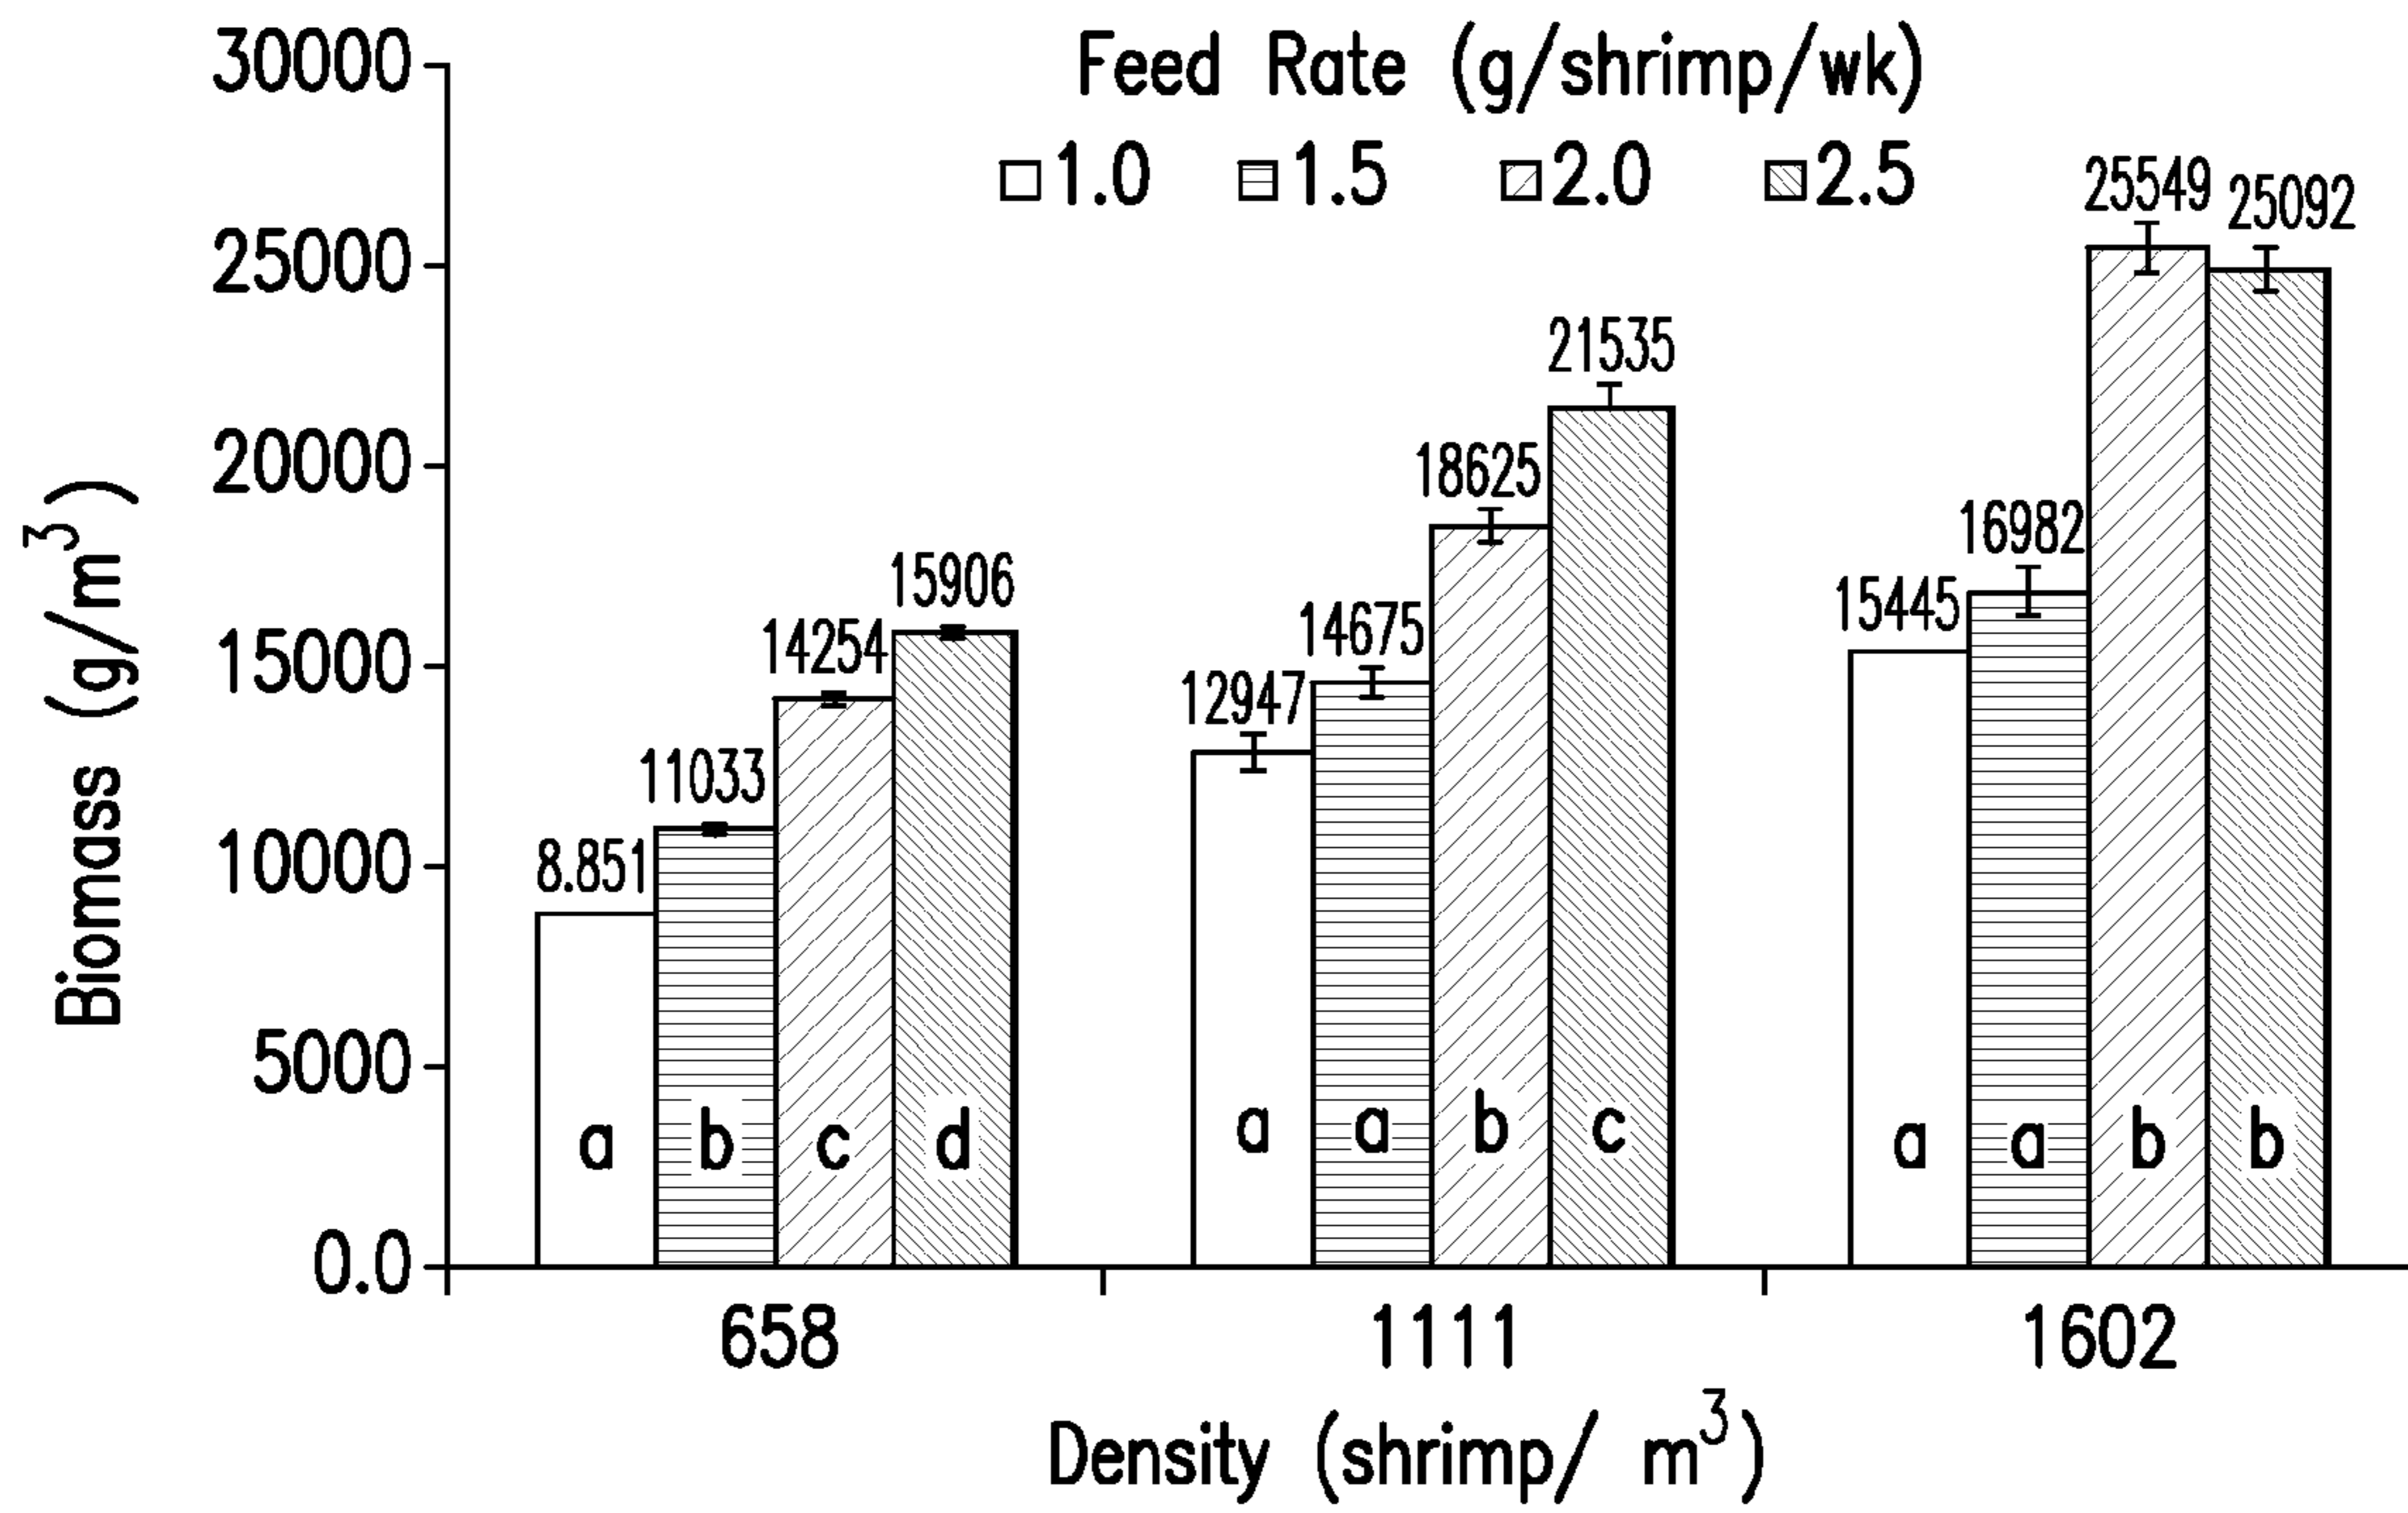 Feed Rate (g/shrimp/wk)
1.0 1.5 2.0 2.5
30000
25000
20000
15000
10000
5000
0.0
Biomass (g/m³)
8.851 11033 14254 15906
12947 14675 18625 21535
15445 16982 25549 25092
a b c d
a a b c
a a b b
658 1111 1602
Density (shrimp/ m³)